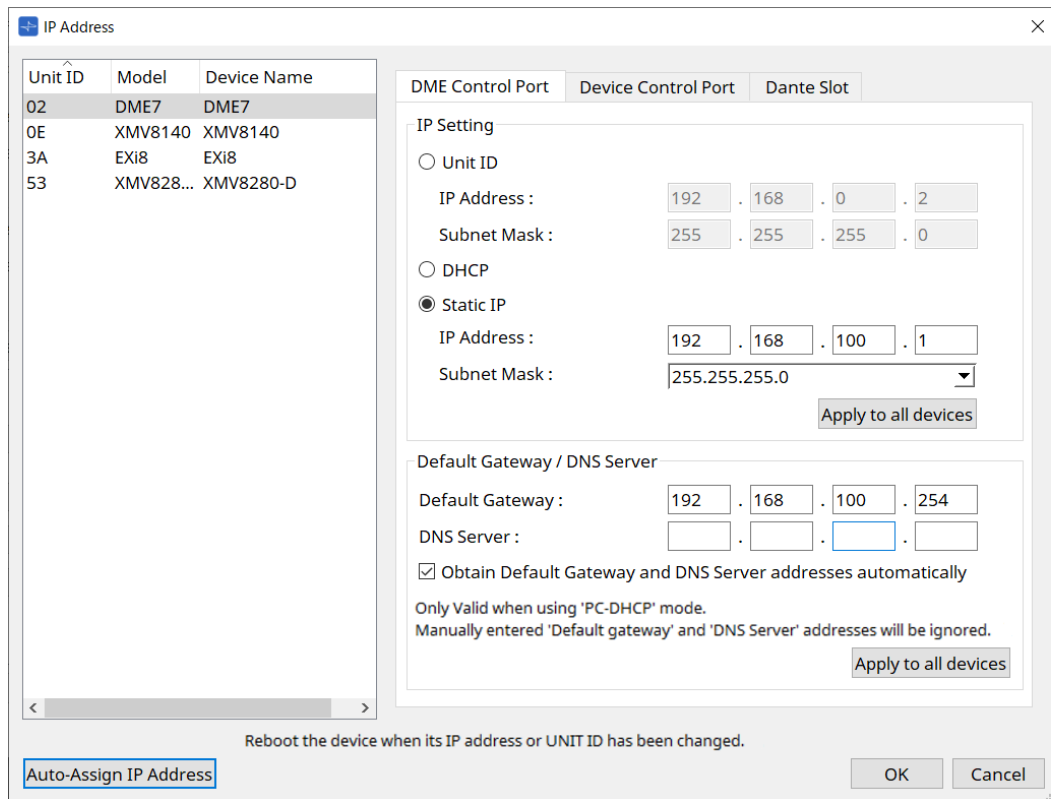 IP Address
Unit ID Model Device Name
02 DME7 DME7
0E XMV8140 XMV8140
3A EXi8 EXi8
53 XMV828... XMV8280-D
DME Control Port Device Control Port Dante Slot
IP Setting
Unit ID
IP Address : 192 . 168 . 0 . 2
Subnet Mask : 255 . 255 . 255 . 0
DHCP
Static IP
IP Address : 192 . 168 . 100 . 1
Subnet Mask : 255.255.255.0
Apply to all devices
Default Gateway / DNS Server
Default Gateway : 192 . 168 . 100 . 254
DNS Server : . . .
Obtain Default Gateway and DNS Server addresses automatically
Only Valid when using 'PC-DHCP' mode.
Manually entered 'Default gateway' and 'DNS Server' addresses will be ignored.
Apply to all devices
Reboot the device when its IP address or UNIT ID has been changed.
Auto-Assign IP Address OK Cancel